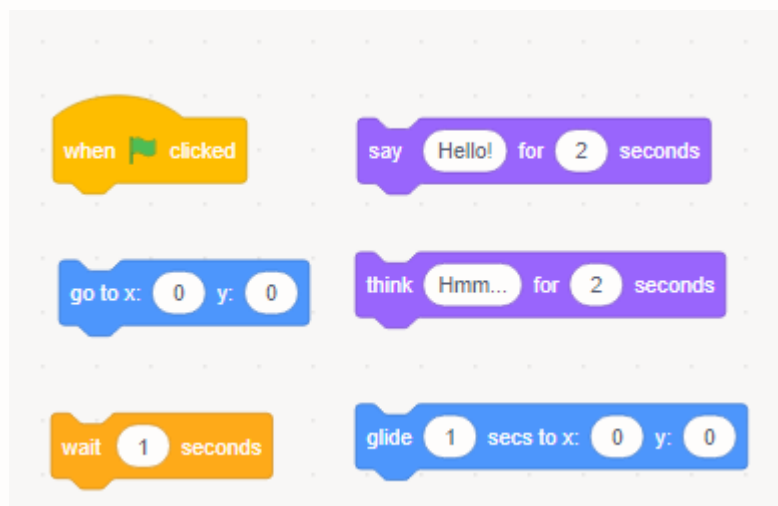 when clicked
say Hello! for 2 seconds
go to x: 0 y: 0
think Hmm... for 2 seconds
wait 1 seconds
glide 1 secs to x: 0 y: 0